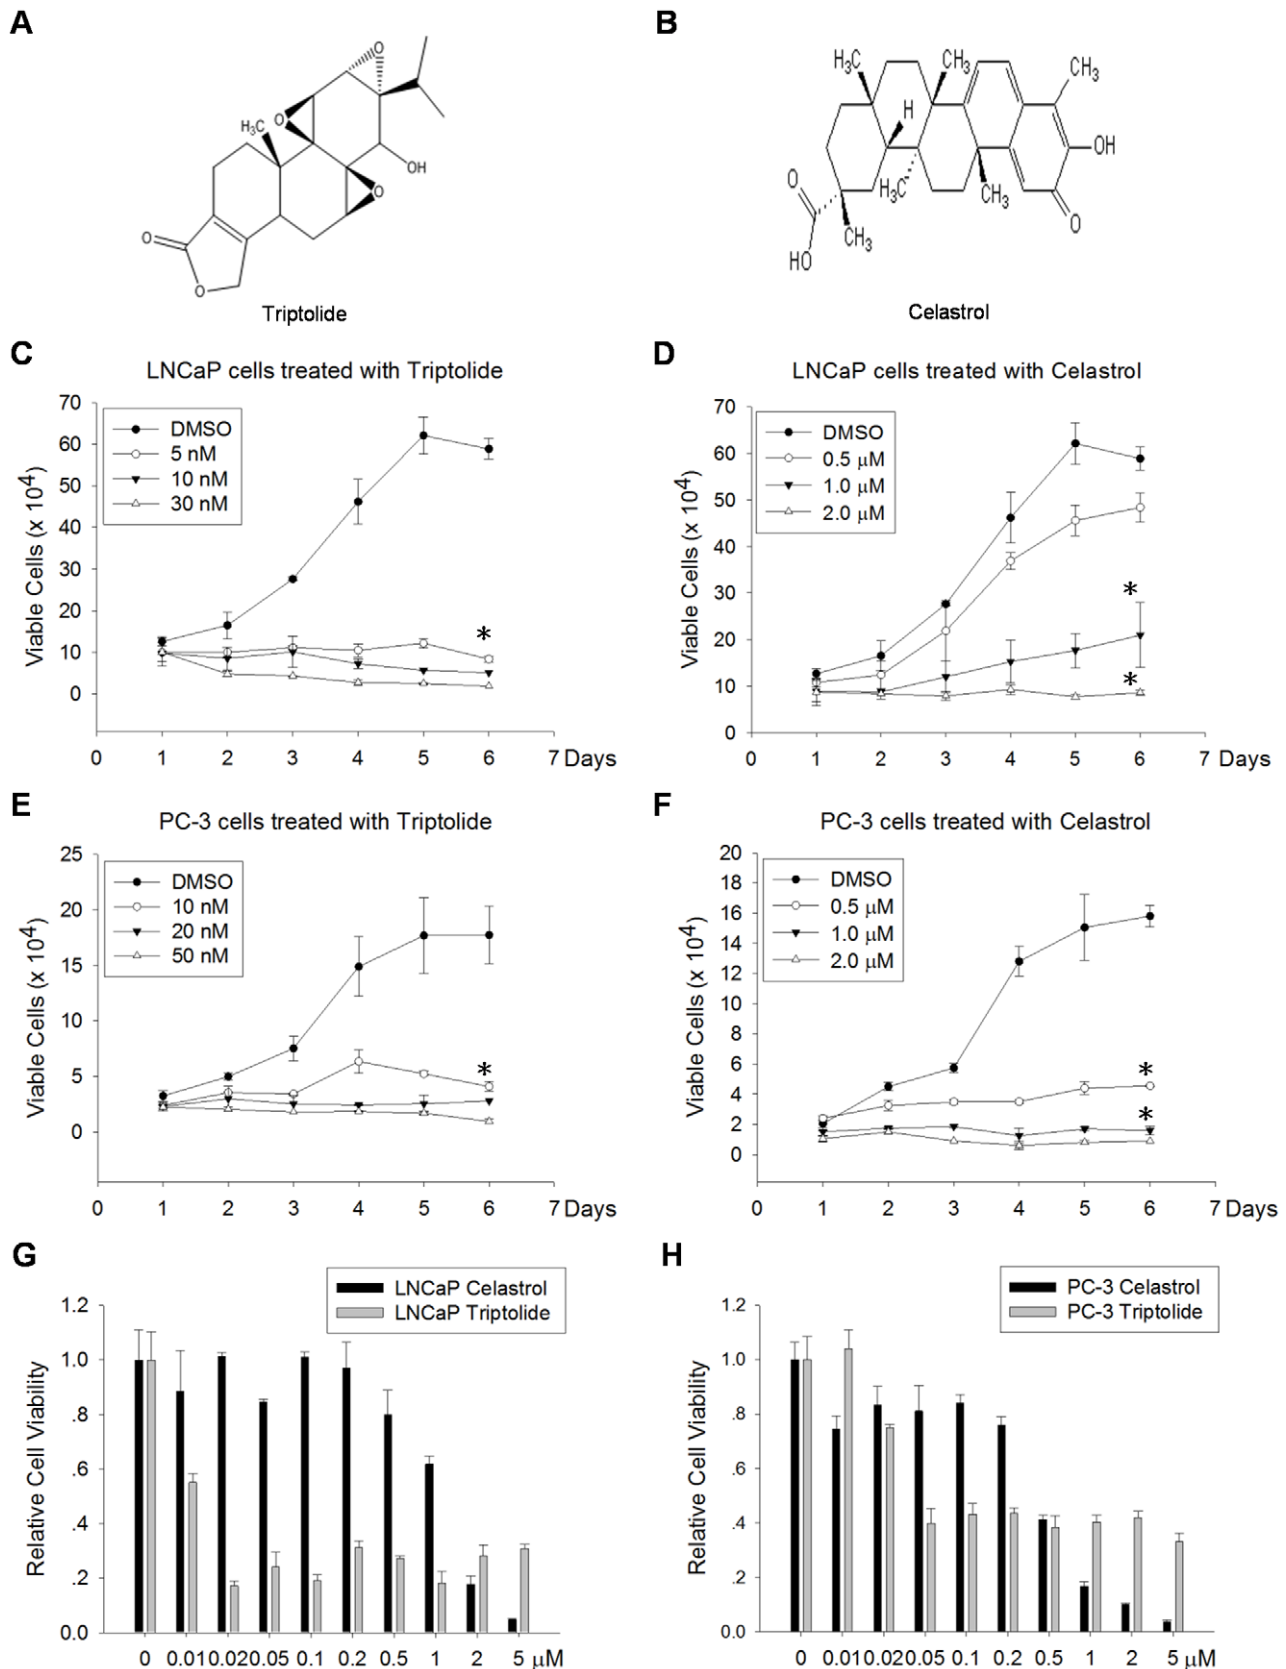 A
B
O
O
H₃C
OH
O
O
O
Triptolide
H₃C
CH₃
CH₃
H
OH
O
H₃C
CH₃
O
CH₃
HO
Celastrol
C
LNCaP cells treated with Triptolide
Viable Cells (x 10⁴)
70
60
50
40
30
20
10
0
DMSO
5 nM
10 nM
30 nM
*
0 1 2 3 4 5 6 7 Days
D
LNCaP cells treated with Celastrol
Viable Cells (x 10⁴)
70
60
50
40
30
20
10
0
DMSO
0.5 μM
1.0 μM
2.0 μM
*
*
0 1 2 3 4 5 6 7 Days
E
PC-3 cells treated with Triptolide
Viable Cells (x 10⁴)
25
20
15
10
5
0
DMSO
10 nM
20 nM
50 nM
*
0 1 2 3 4 5 6 7 Days
F
PC-3 cells treated with Celastrol
Viable Cells (x 10⁴)
20
18
16
14
12
10
8
6
4
2
0
DMSO
0.5 μM
1.0 μM
2.0 μM
*
*
0 1 2 3 4 5 6 7 Days
G
LNCaP Celastrol
LNCaP Triptolide
Relative Cell Viability
1.2
1.0
.8
.6
.4
.2
0.0
0 0.01 0.02 0.05 0.1 0.2 0.5 1 2 5 μM
H
PC-3 Celastrol
PC-3 Triptolide
Relative Cell Viability
1.2
1.0
.8
.6
.4
.2
0.0
0 0.01 0.02 0.05 0.1 0.2 0.5 1 2 5 μM